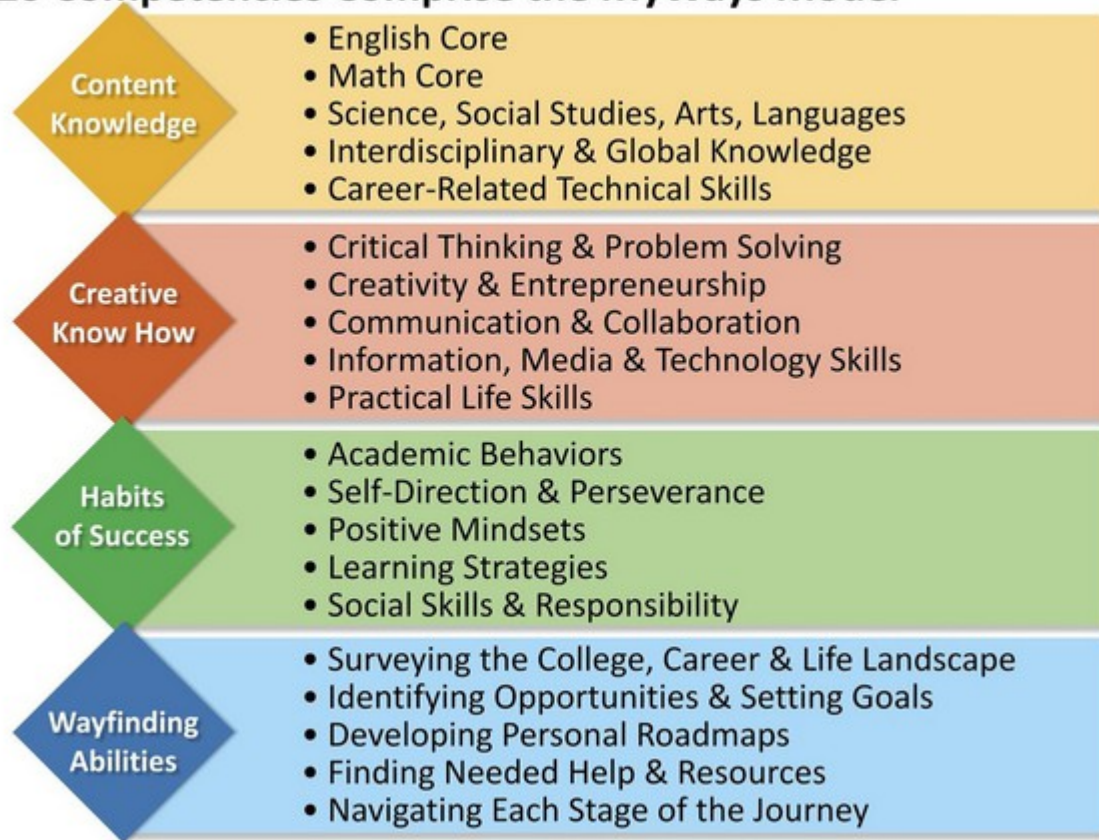 20 Competencies Comprise the MyWays Model
Content
Knowledge
• English Core
• Math Core
• Science, Social Studies, Arts, Languages
• Interdisciplinary & Global Knowledge
• Career-Related Technical Skills
Creative
Know How
• Critical Thinking & Problem Solving
• Creativity & Entrepreneurship
• Communication & Collaboration
• Information, Media & Technology Skills
• Practical Life Skills
Habits
of Success
• Academic Behaviors
• Self-Direction & Perseverance
• Positive Mindsets
• Learning Strategies
• Social Skills & Responsibility
Wayfinding
Abilities
• Surveying the College, Career & Life Landscape
• Identifying Opportunities & Setting Goals
• Developing Personal Roadmaps
• Finding Needed Help & Resources
• Navigating Each Stage of the Journey